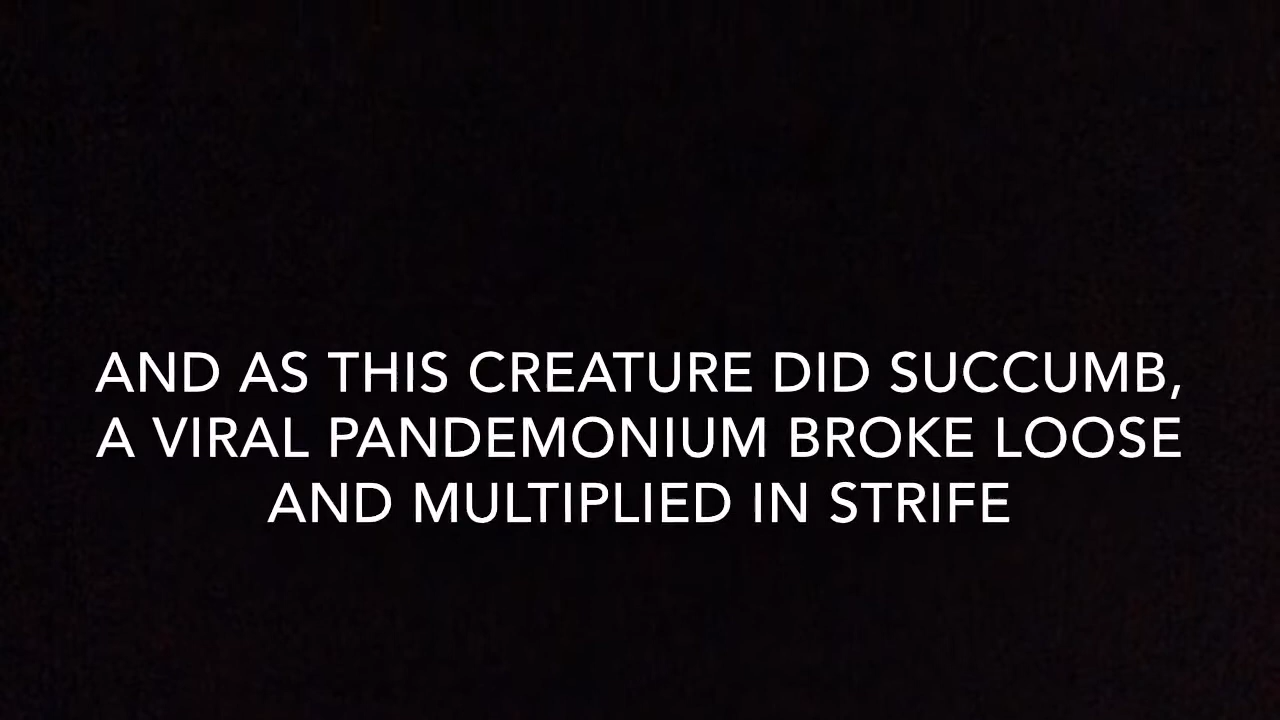 AND AS THIS CREATURE DID SUCCUMB,
A VIRAL PANDEMONIUM BROKE LOOSE
AND MULTIPLIED IN STRIFE